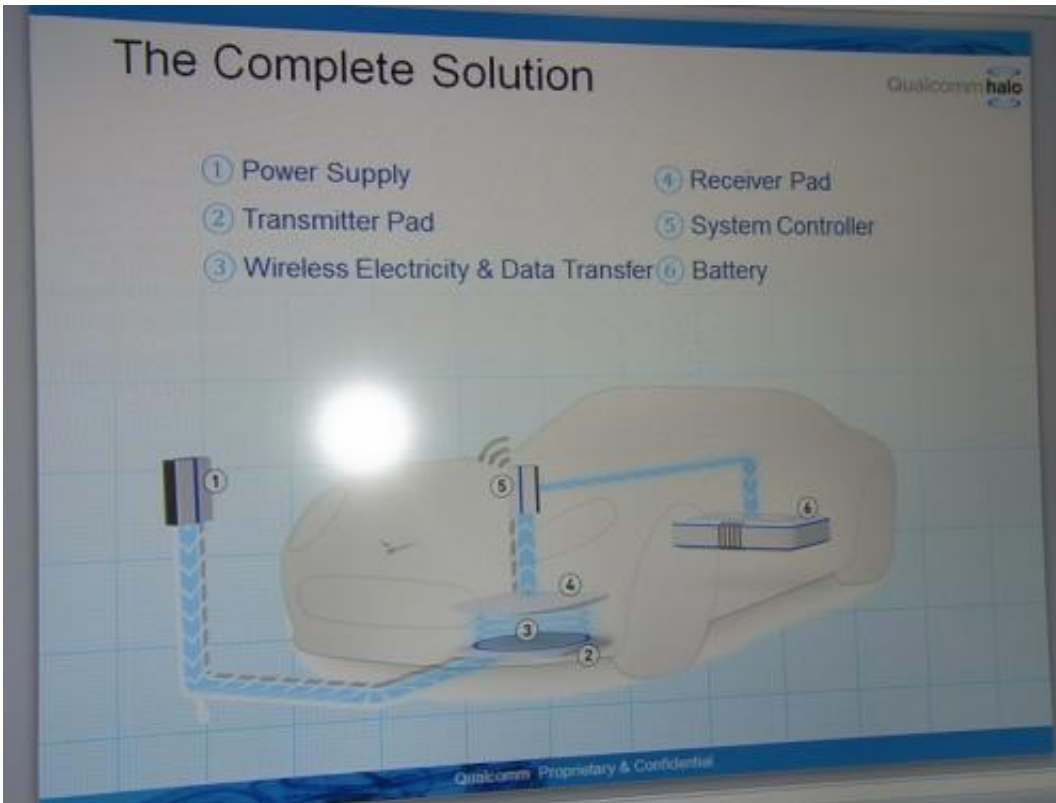 The Complete Solution
Qualcomm halo
① Power Supply
② Transmitter Pad
③ Wireless Electricity & Data Transfer
④ Receiver Pad
⑤ System Controller
⑥ Battery
1
5
6
4
3
2
Qualcomm Proprietary & Confidential